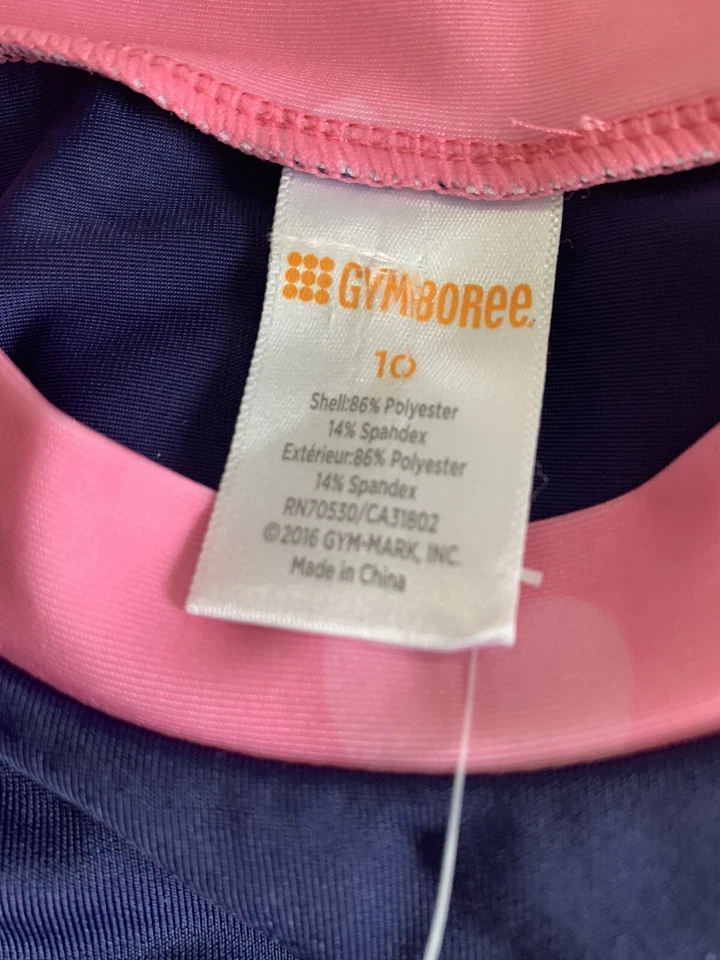 GYMBOREE.
10
Shell:86% Polyester
14% Spandex
Extérieur:86% Polyester
14% Spandex
RN70530/CA31802
©2016 GYM-MARK, INC.
Made in China